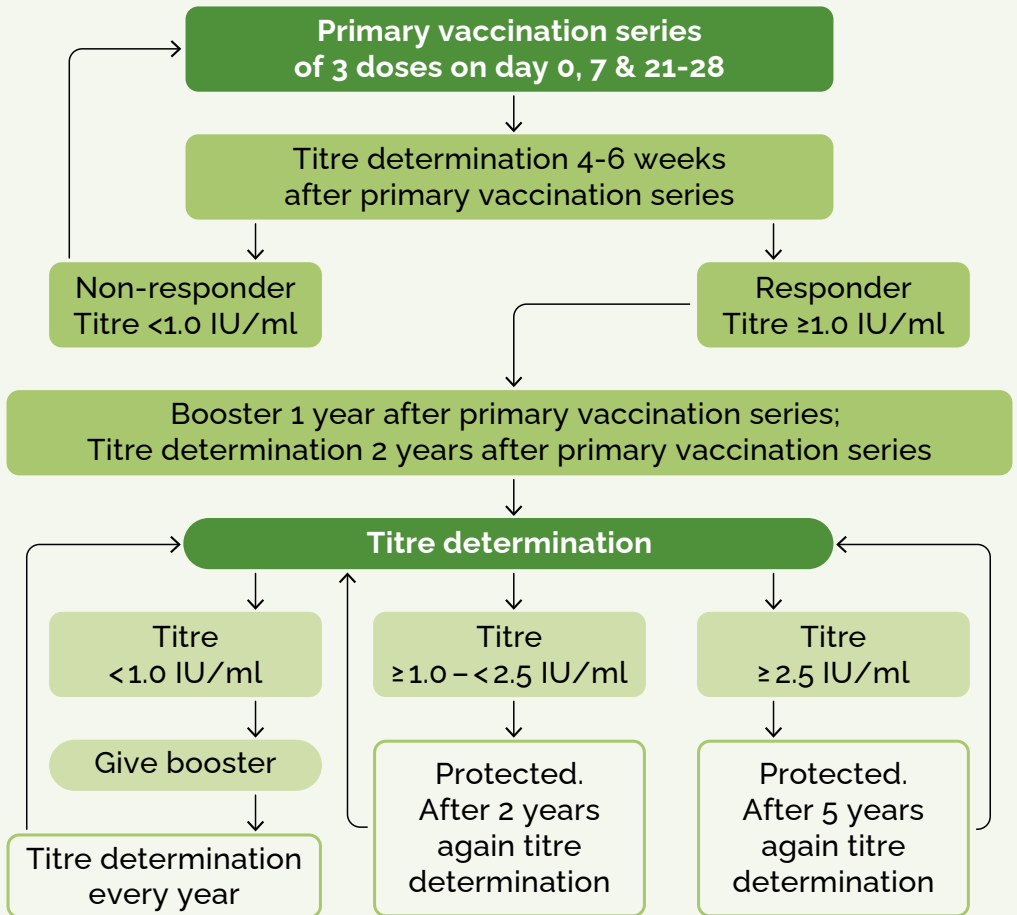 Primary vaccination series
of 3 doses on day 0, 7 & 21-28
Titre determination 4-6 weeks
after primary vaccination series
Non-responder
Titre <1.0 IU/ml
Responder
Titre ≥1.0 IU/ml
Booster 1 year after primary vaccination series;
Titre determination 2 years after primary vaccination series
Titre determination
Titre
<1.0 IU/ml
Give booster
Titre determination
every year
Titre
≥1.0 – <2.5 IU/ml
Protected.
After 2 years
again titre
determination
Titre
≥2.5 IU/ml
Protected.
After 5 years
again titre
determination